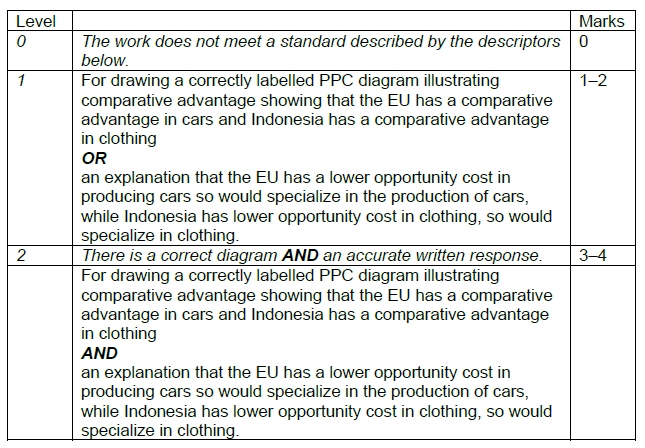 Level Marks
0 The work does not meet a standard described by the descriptors 0
below.
1 For drawing a correctly labelled PPC diagram illustrating 1–2
comparative advantage showing that the EU has a comparative
advantage in cars and Indonesia has a comparative advantage
in clothing
OR
an explanation that the EU has a lower opportunity cost in
producing cars so would specialize in the production of cars,
while Indonesia has lower opportunity cost in clothing, so would
specialize in clothing.
2 There is a correct diagram AND an accurate written response. 3–4
For drawing a correctly labelled PPC diagram illustrating
comparative advantage showing that the EU has a comparative
advantage in cars and Indonesia has a comparative advantage
in clothing
AND
an explanation that the EU has a lower opportunity cost in
producing cars so would specialize in the production of cars,
while Indonesia has lower opportunity cost in clothing, so would
specialize in clothing.